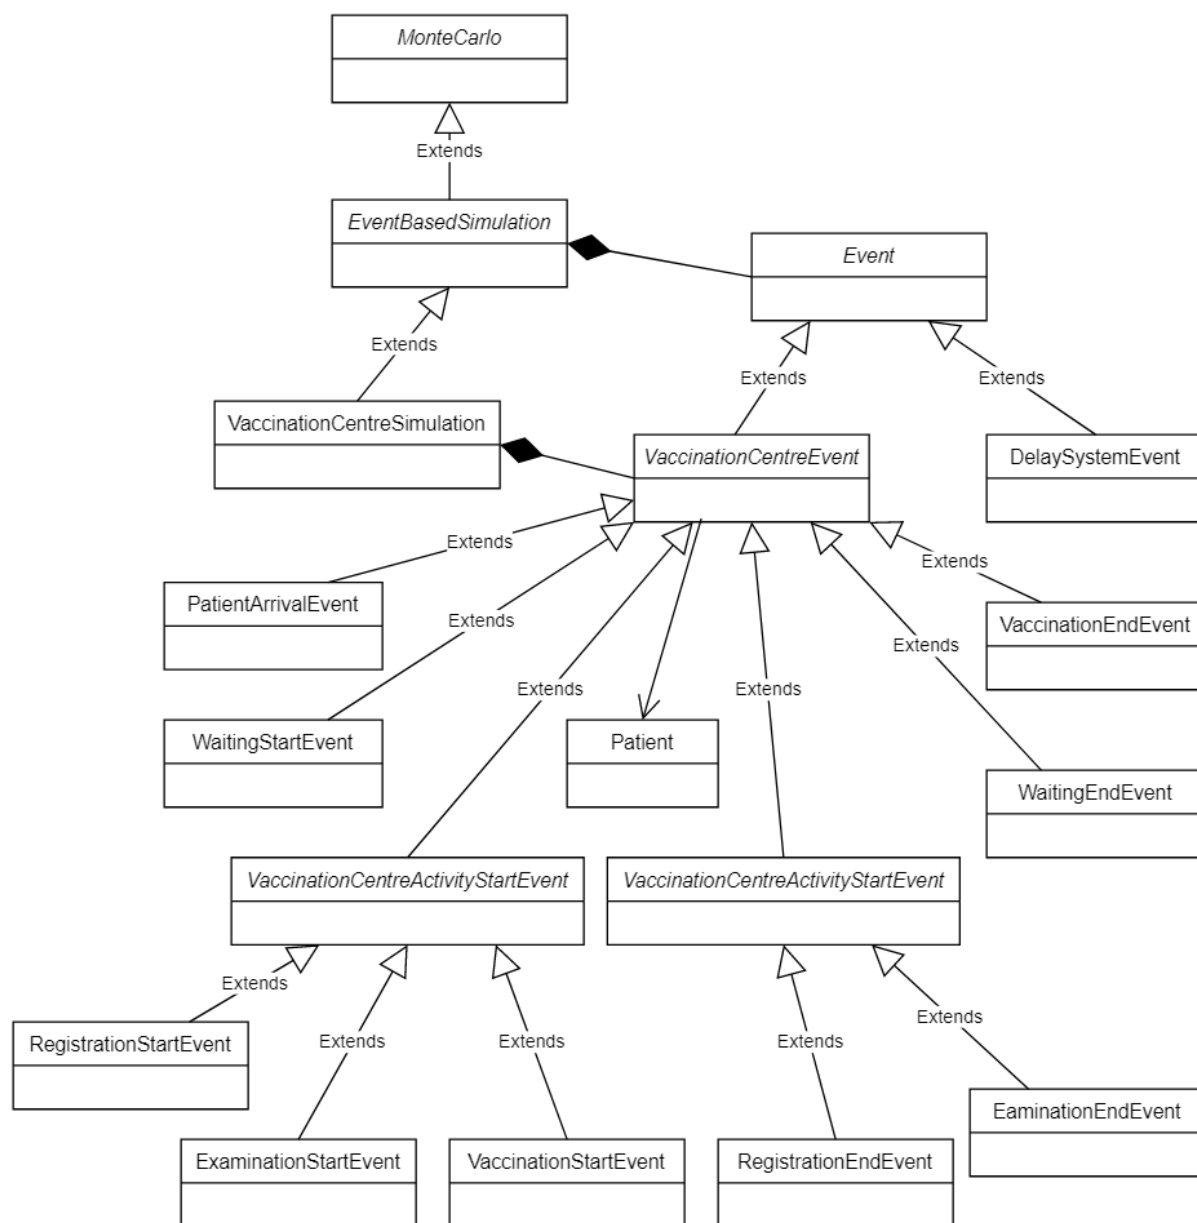 MonteCarlo
Extends
EventBasedSimulation
Event
Extends
Extends
Extends
VaccinationCentreSimulation
VaccinationCentreEvent
DelaySystemEvent
Extends
Extends
PatientArrivalEvent
Extends
VaccinationEndEvent
Extends
Extends
Extends
WaitingStartEvent
Patient
WaitingEndEvent
VaccinationCentreActivityStartEvent
VaccinationCentreActivityStartEvent
Extends
Extends
RegistrationStartEvent
Extends
Extends
Extends
EaminationEndEvent
ExaminationStartEvent
VaccinationStartEvent
RegistrationEndEvent